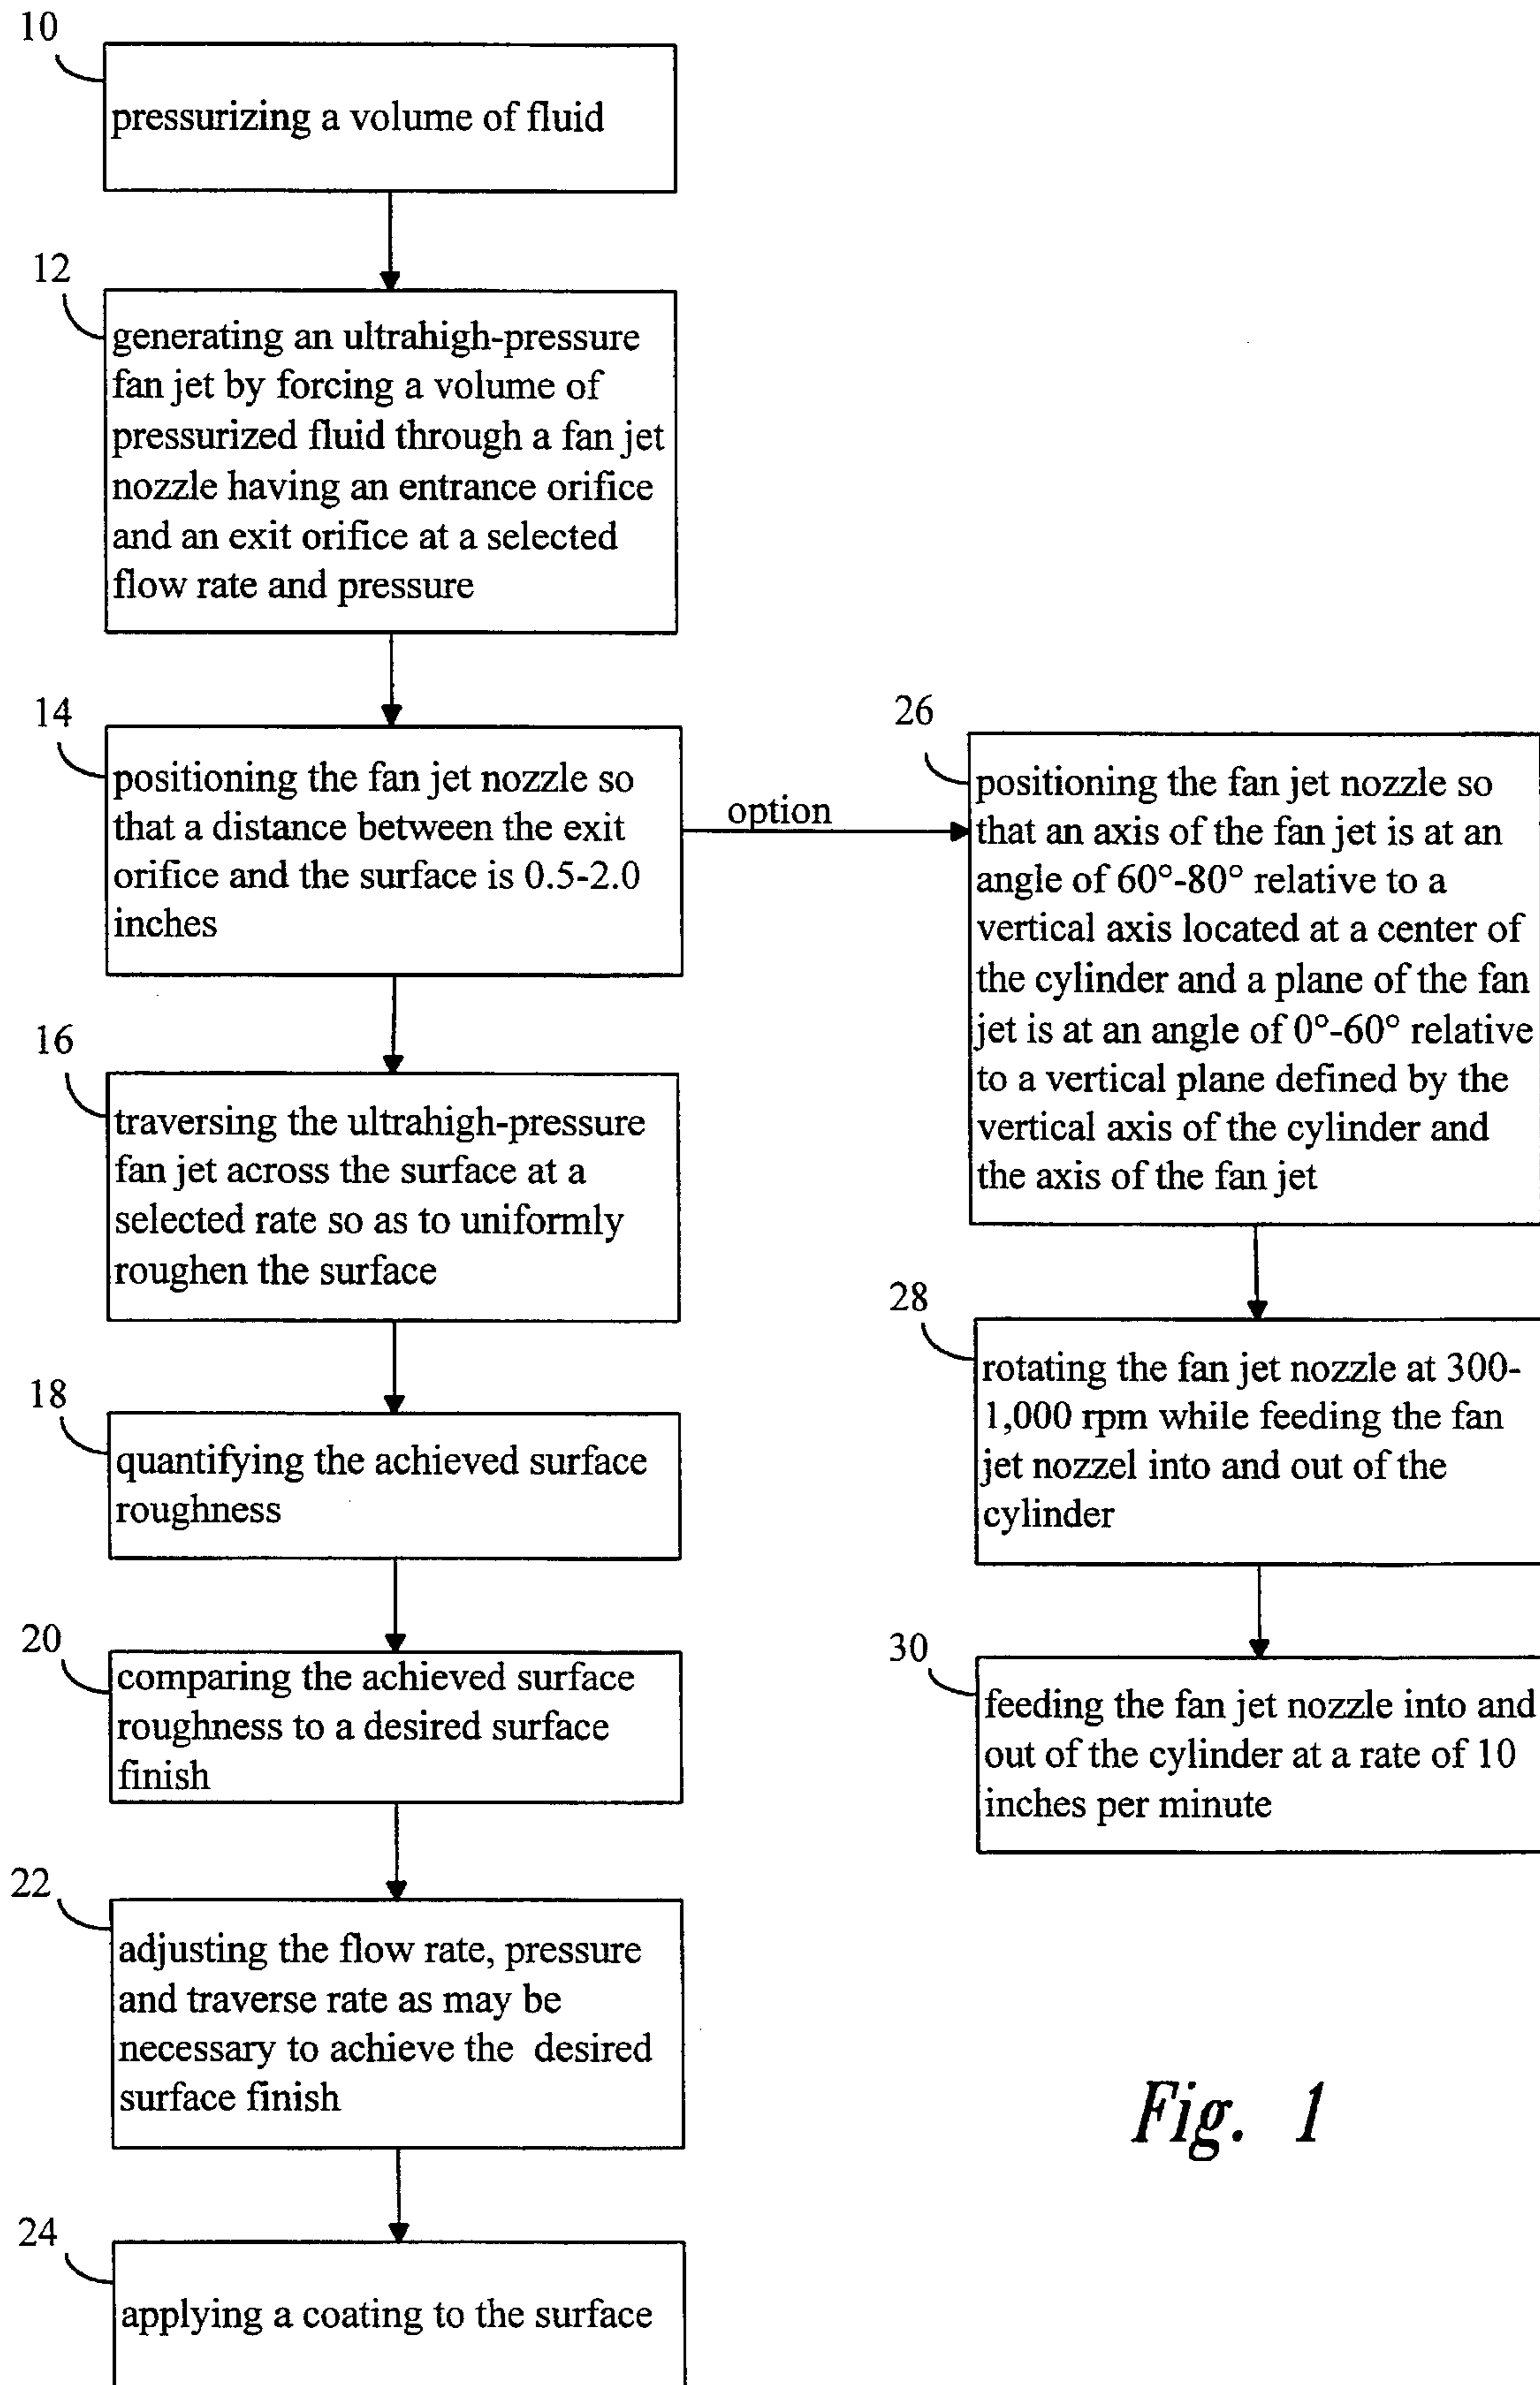 10
pressurizing a volume of fluid
12
generating an ultrahigh-pressure
fan jet by forcing a volume of
pressurized fluid through a fan jet
nozzle having an entrance orifice
and an exit orifice at a selected
flow rate and pressure
14
positioning the fan jet nozzle so
that a distance between the exit
orifice and the surface is 0.5-2.0
inches
option
16
traversing the ultrahigh-pressure
fan jet across the surface at a
selected rate so as to uniformly
roughen the surface
18
quantifying the achieved surface
roughness
20
comparing the achieved surface
roughness to a desired surface
finish
22
adjusting the flow rate, pressure
and traverse rate as may be
necessary to achieve the desired
surface finish
24
applying a coating to the surface
26
positioning the fan jet nozzle so
that an axis of the fan jet is at an
angle of 60°-80° relative to a
vertical axis located at a center of
the cylinder and a plane of the fan
jet is at an angle of 0°-60° relative
to a vertical plane defined by the
vertical axis of the cylinder and
the axis of the fan jet
28
rotating the fan jet nozzle at 300-
1,000 rpm while feeding the fan
jet nozzel into and out of the
cylinder
30
feeding the fan jet nozzle into and
out of the cylinder at a rate of 10
inches per minute
Fig. 1